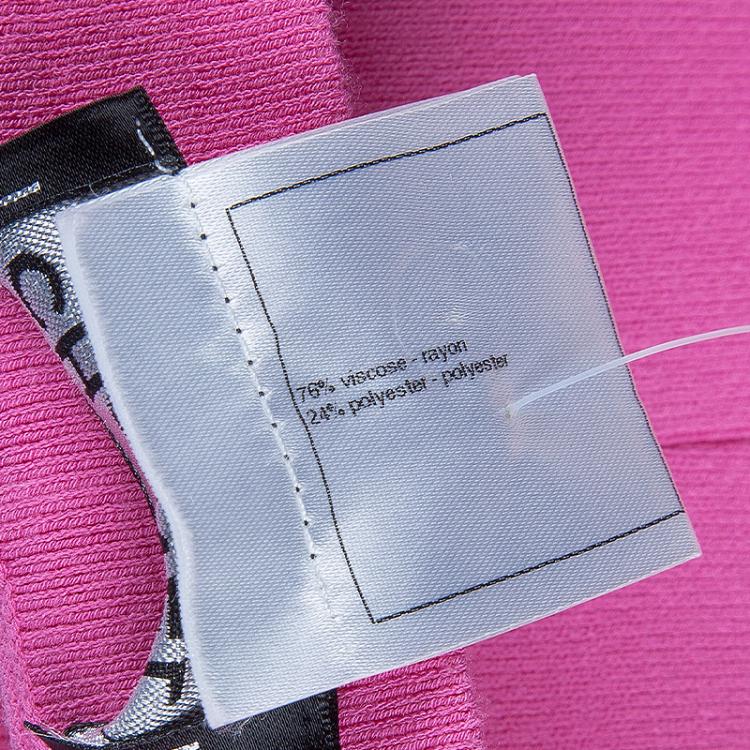 76% viscose - rayon
24% polyester - polyester